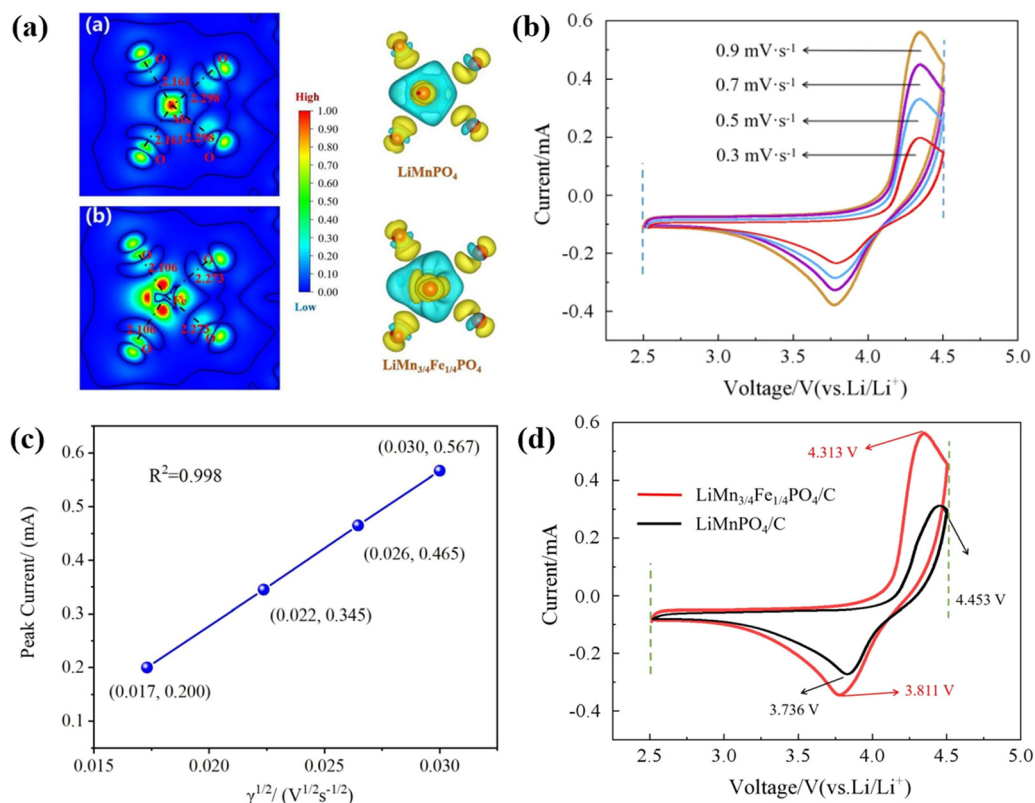 (a)
(a)
O
O
2.161
2.298
Mn
2.161
2.298
O
O
High
1.00
0.90
0.80
0.70
0.60
0.50
0.40
0.30
0.20
0.10
0.00
Low
LiMnPO4
(b)
O
O
2.106
2.273
Fe
2.106
2.273
O
LiMn3/4Fe1/4PO4
(b)
0.9 mV·s-1
0.7 mV·s-1
0.5 mV·s-1
0.3 mV·s-1
Current/mA
0.6
0.4
0.2
0.0
-0.2
-0.4
2.5 3.0 3.5 4.0 4.5 5.0
Voltage/V(vs.Li/Li+)
(c)
R2=0.998
(0.030, 0.567)
(0.026, 0.465)
(0.022, 0.345)
(0.017, 0.200)
Peak Current/ (mA)
0.6
0.5
0.4
0.3
0.2
0.1
0.015 0.020 0.025 0.030
γ1/2/ (V1/2s-1/2)
(d)
4.313 V
LiMn3/4Fe1/4PO4/C
LiMnPO4/C
4.453 V
3.736 V
3.811 V
Current/mA
0.6
0.4
0.2
0.0
-0.2
-0.4
2.0 2.5 3.0 3.5 4.0 4.5 5.0
Voltage/V(vs.Li/Li+)